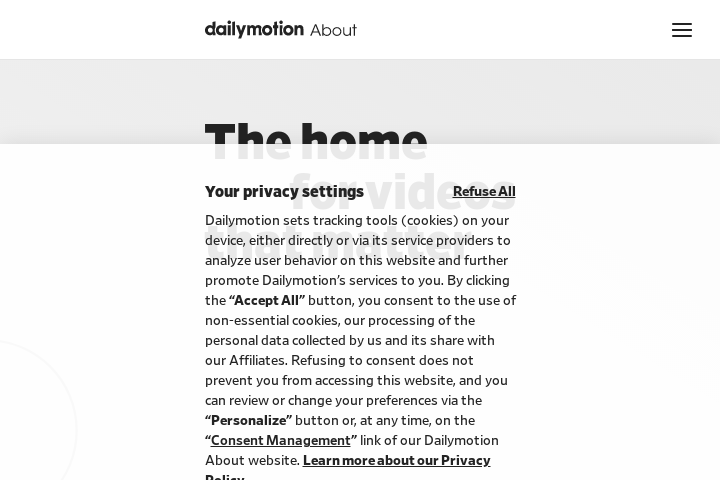 dailymotion About
The home
for videos
that matter
Your privacy settings
Refuse All
Dailymotion sets tracking tools (cookies) on your
device, either directly or via its service providers to
analyze user behavior on this website and further
promote Dailymotion’s services to you. By clicking
the “Accept All” button, you consent to the use of
non-essential cookies, our processing of the
personal data collected by us and its share with
our Affiliates. Refusing to consent does not
prevent you from accessing this website, and you
can review or change your preferences via the
“Personalize” button or, at any time, on the
“Consent Management” link of our Dailymotion
About website. Learn more about our Privacy
Policy